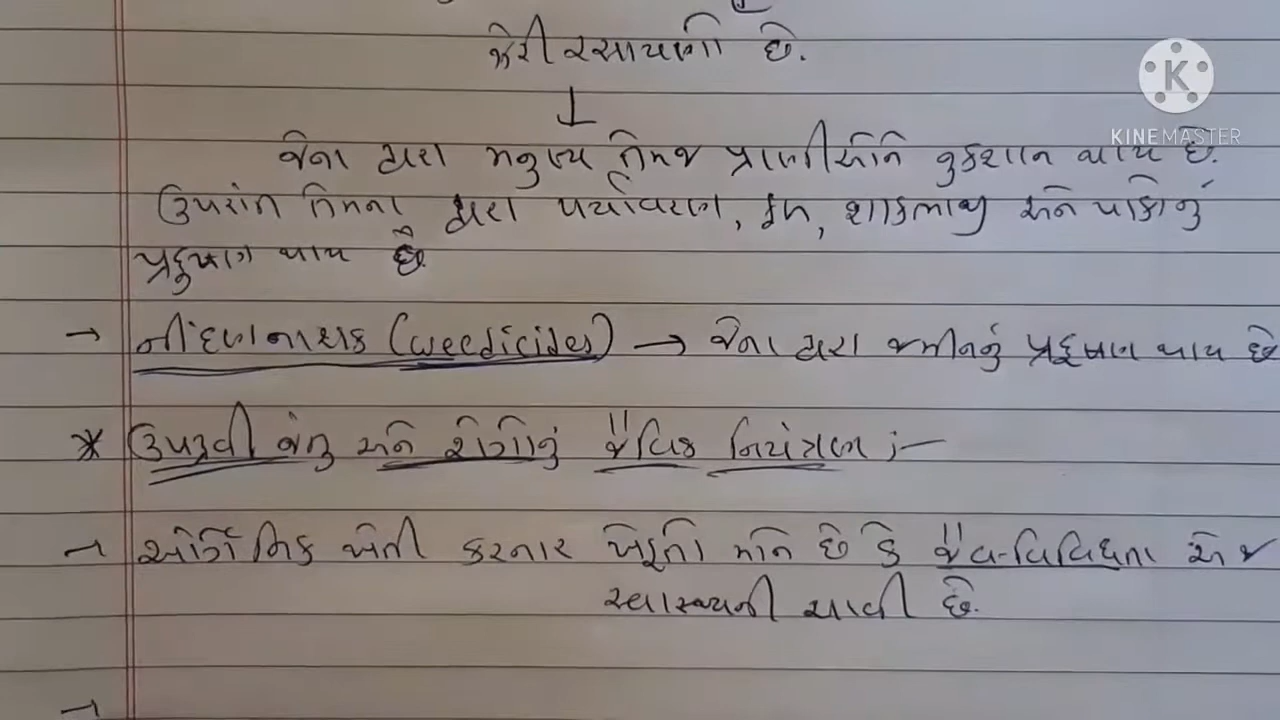 ઝેરી રસાયણો છે.
↓
જેના દ્વારા મનુષ્ય તેમજ પ્રાણીઓને નુકશાન થાય છે.
ઉપરાંત તેમના દ્વારા પર્યાવરણ, ફળ, શાકભાજી અને પાકોનું
પ્રદુષણ થાય છે.
→ નીંદણનાશક (Weedicides) → જેના દ્વારા જમીનનું પ્રદુષણ થાય છે
* ઉપદ્રવી જંતુ અને રોગોનું જૈવિક નિયંત્રણ :-
→ ઓર્ગેનિક ખેતી કરનાર ખેડૂતો માને છે કે જૈવ-વિવિધતા એ જ
સ્વાસ્થ્યની ચાવી છે.
→
K
KINEMASTER